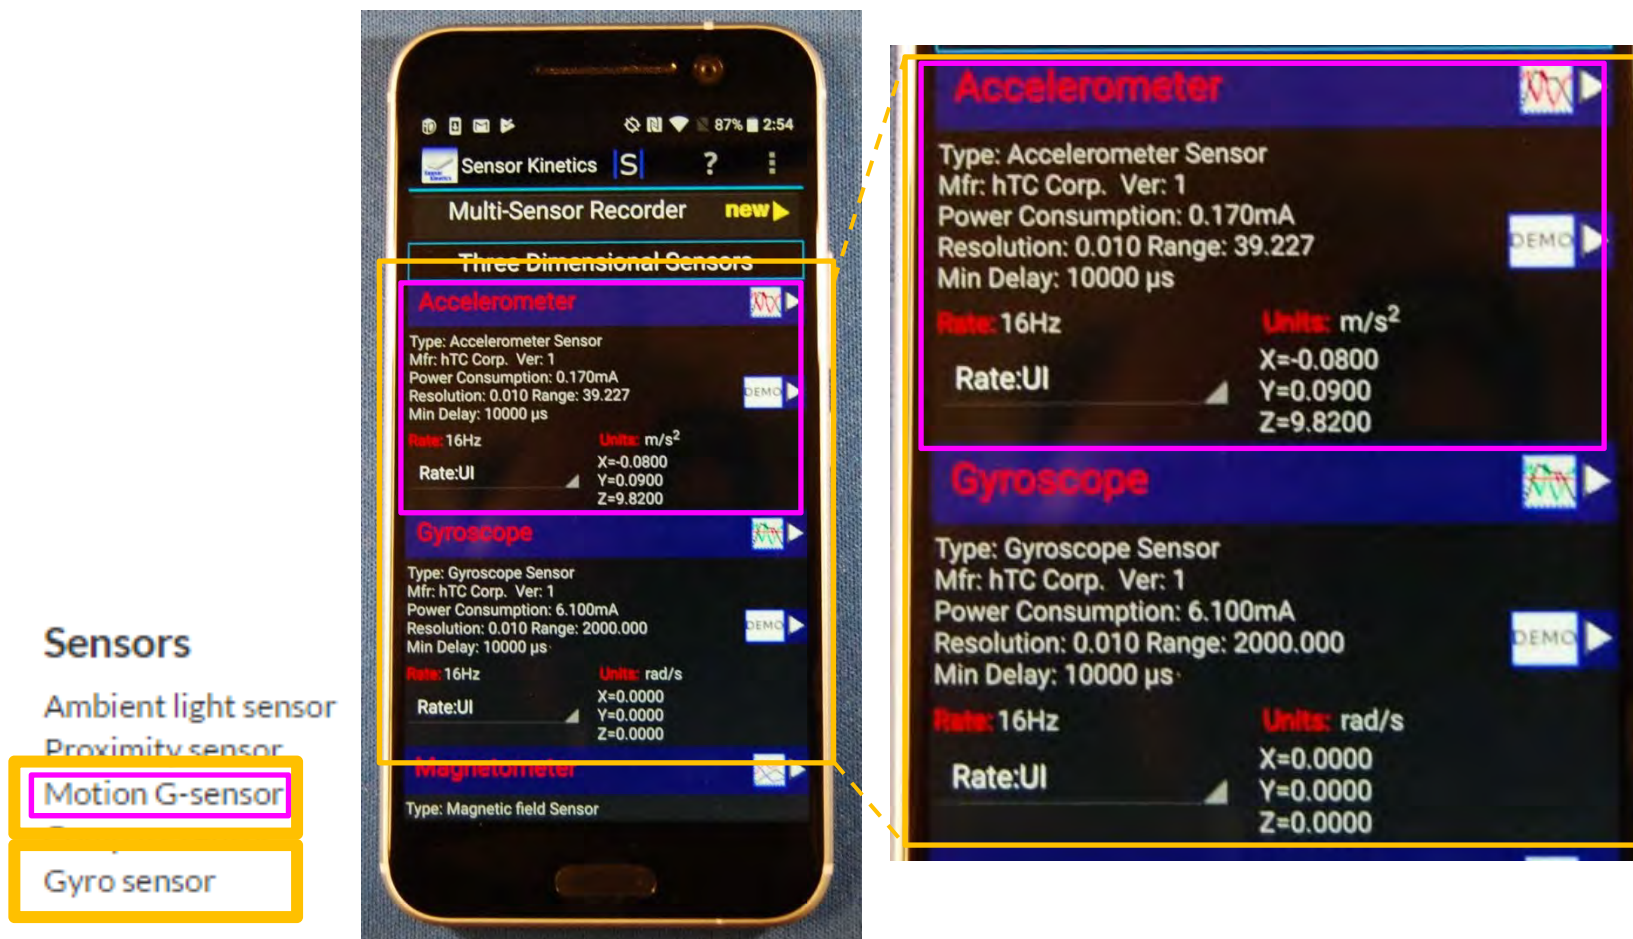 Sensors
Ambient light sensor
Proximity sensor
Motion G-sensor
Gyro sensor
87% 2:54
Sensor Kinetics S ?
Multi-Sensor Recorder new
Three Dimensional Sensors
Accelerometer
Type: Accelerometer Sensor
Mfr: hTC Corp. Ver: 1
Power Consumption: 0.170mA
Resolution: 0.010 Range: 39.227
DEMO
Min Delay: 10000 µs
Rate: 16Hz Units: m/s²
X=-0.0800
Rate:UI Y=0.0900
Z=9.8200
Gyroscope
Type: Gyroscope Sensor
Mfr: hTC Corp. Ver: 1
Power Consumption: 6.100mA
Resolution: 0.010 Range: 2000.000
DEMO
Min Delay: 10000 µs
Rate: 16Hz Units: rad/s
X=0.0000
Rate:UI Y=0.0000
Z=0.0000
Magnetometer
Type: Magnetic field Sensor
Accelerometer
Type: Accelerometer Sensor
Mfr: hTC Corp. Ver: 1
Power Consumption: 0.170mA
DEMO
Resolution: 0.010 Range: 39.227
Min Delay: 10000 µs
Rate: 16Hz Units: m/s²
X=-0.0800
Rate:UI Y=0.0900
Z=9.8200
Gyroscope
Type: Gyroscope Sensor
Mfr: hTC Corp. Ver: 1
Power Consumption: 6.100mA
Resolution: 0.010 Range: 2000.000
DEMO
Min Delay: 10000 µs
Rate: 16Hz Units: rad/s
X=0.0000
Rate:UI Y=0.0000
Z=0.0000